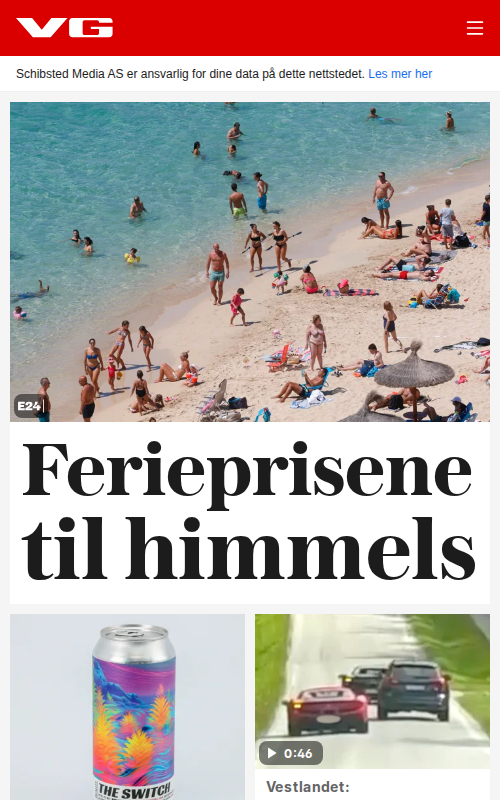 VG
Schibsted Media AS er ansvarlig for dine data på dette nettstedet. Les mer her
E24
Ferieprisene
til himmels
THE SWITCH
0:46
Vestlandet: